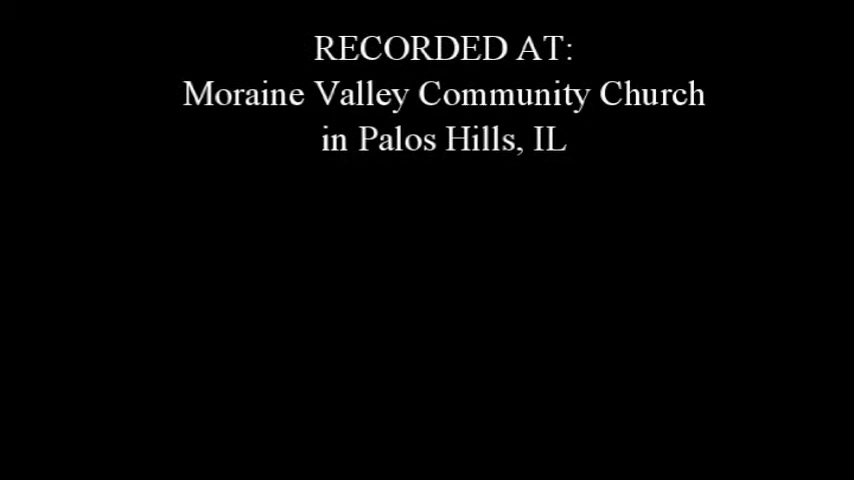 RECORDED AT:
Moraine Valley Community Church
in Palos Hills, IL